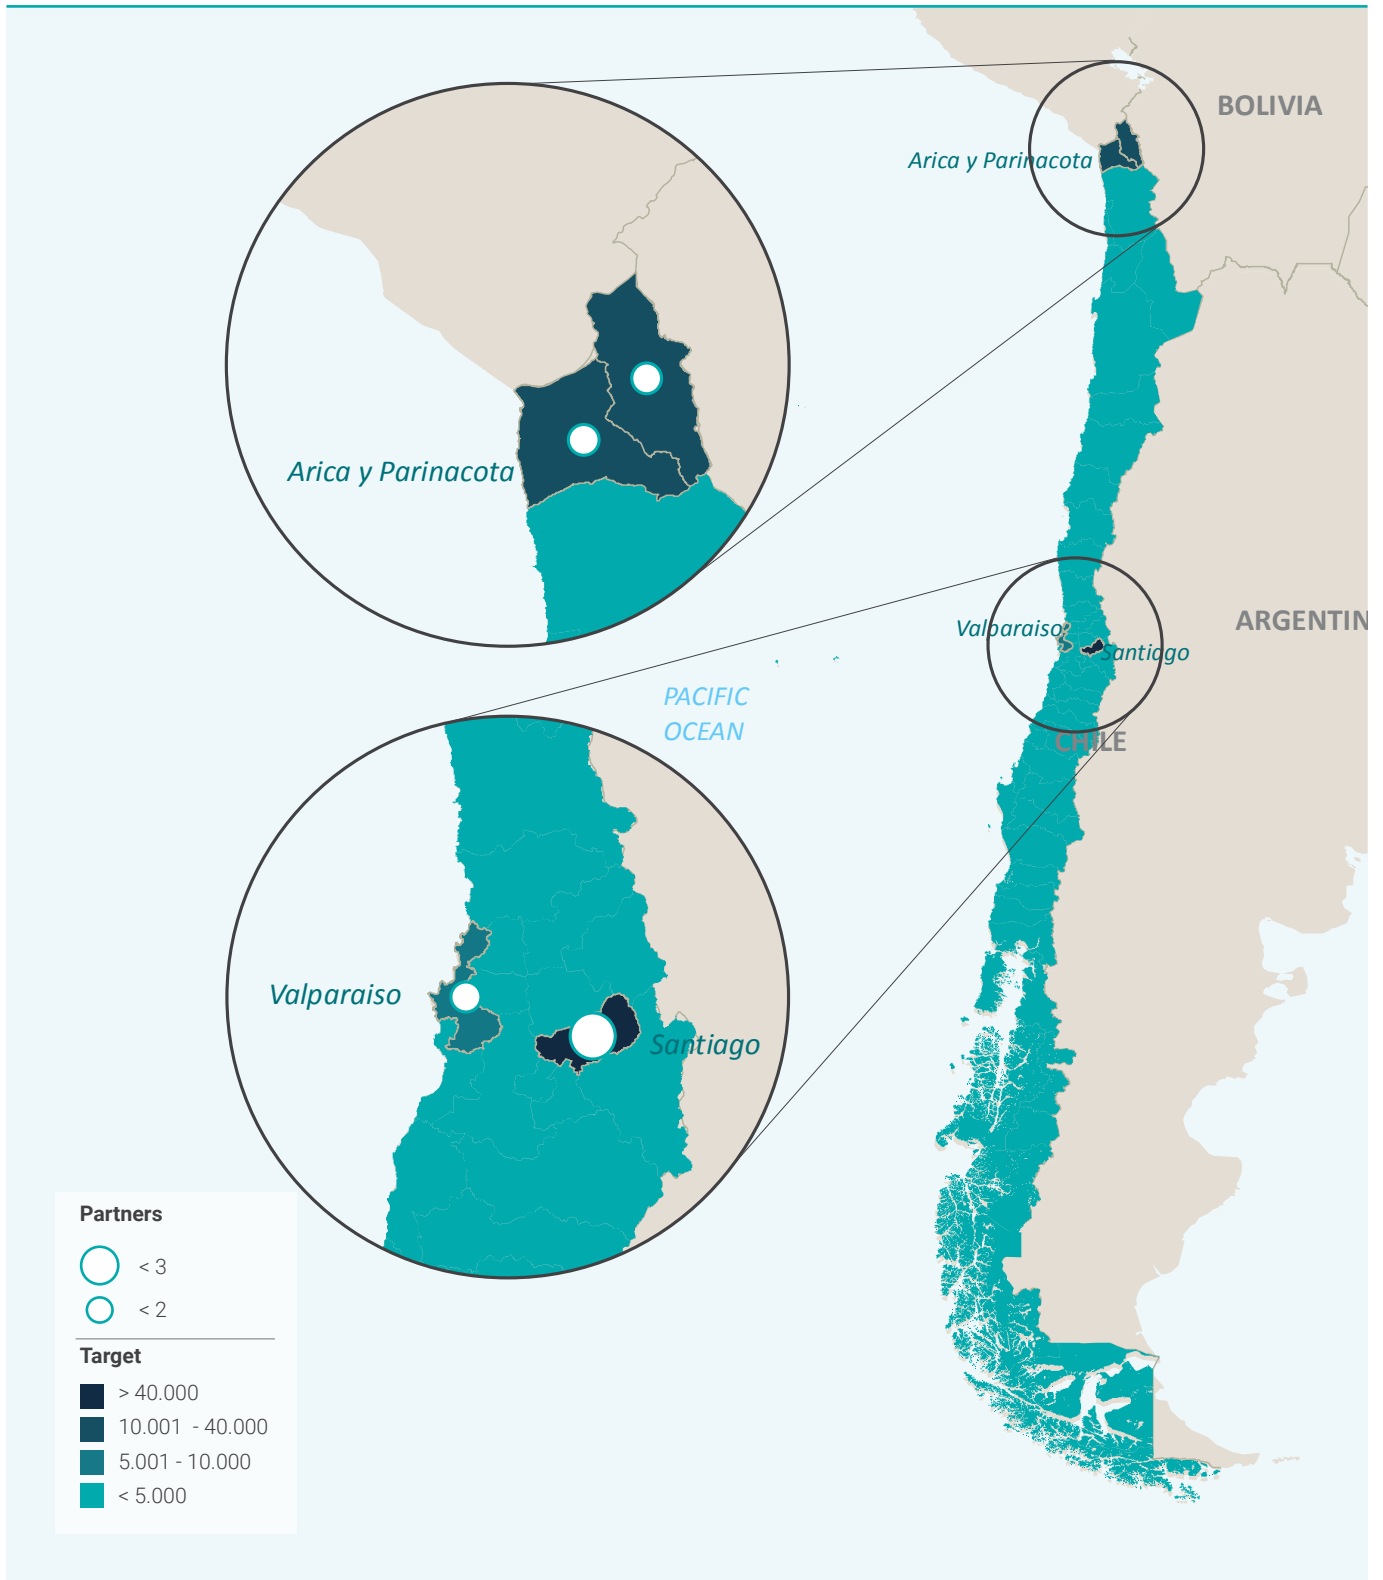 BOLIVIA
Arica y Parinacota
Arica y Parinacota
ARGENTIN
Valparaiso
Santiago
PACIFIC
OCEAN
CHILE
Valparaiso
Santiago
Partners
< 3
< 2
Target
> 40.000
10.001 - 40.000
5.001 - 10.000
< 5.000